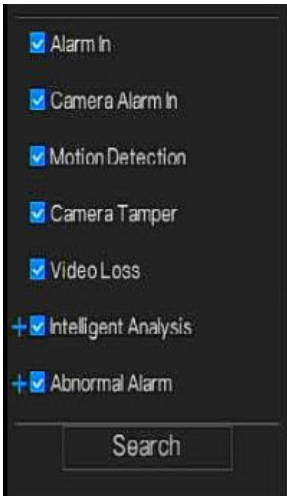 Alarm In
Camera Alarm In
Motion Detection
Camera Tamper
Video Loss
Intelligent Analysis
Abnormal Alarm
Search